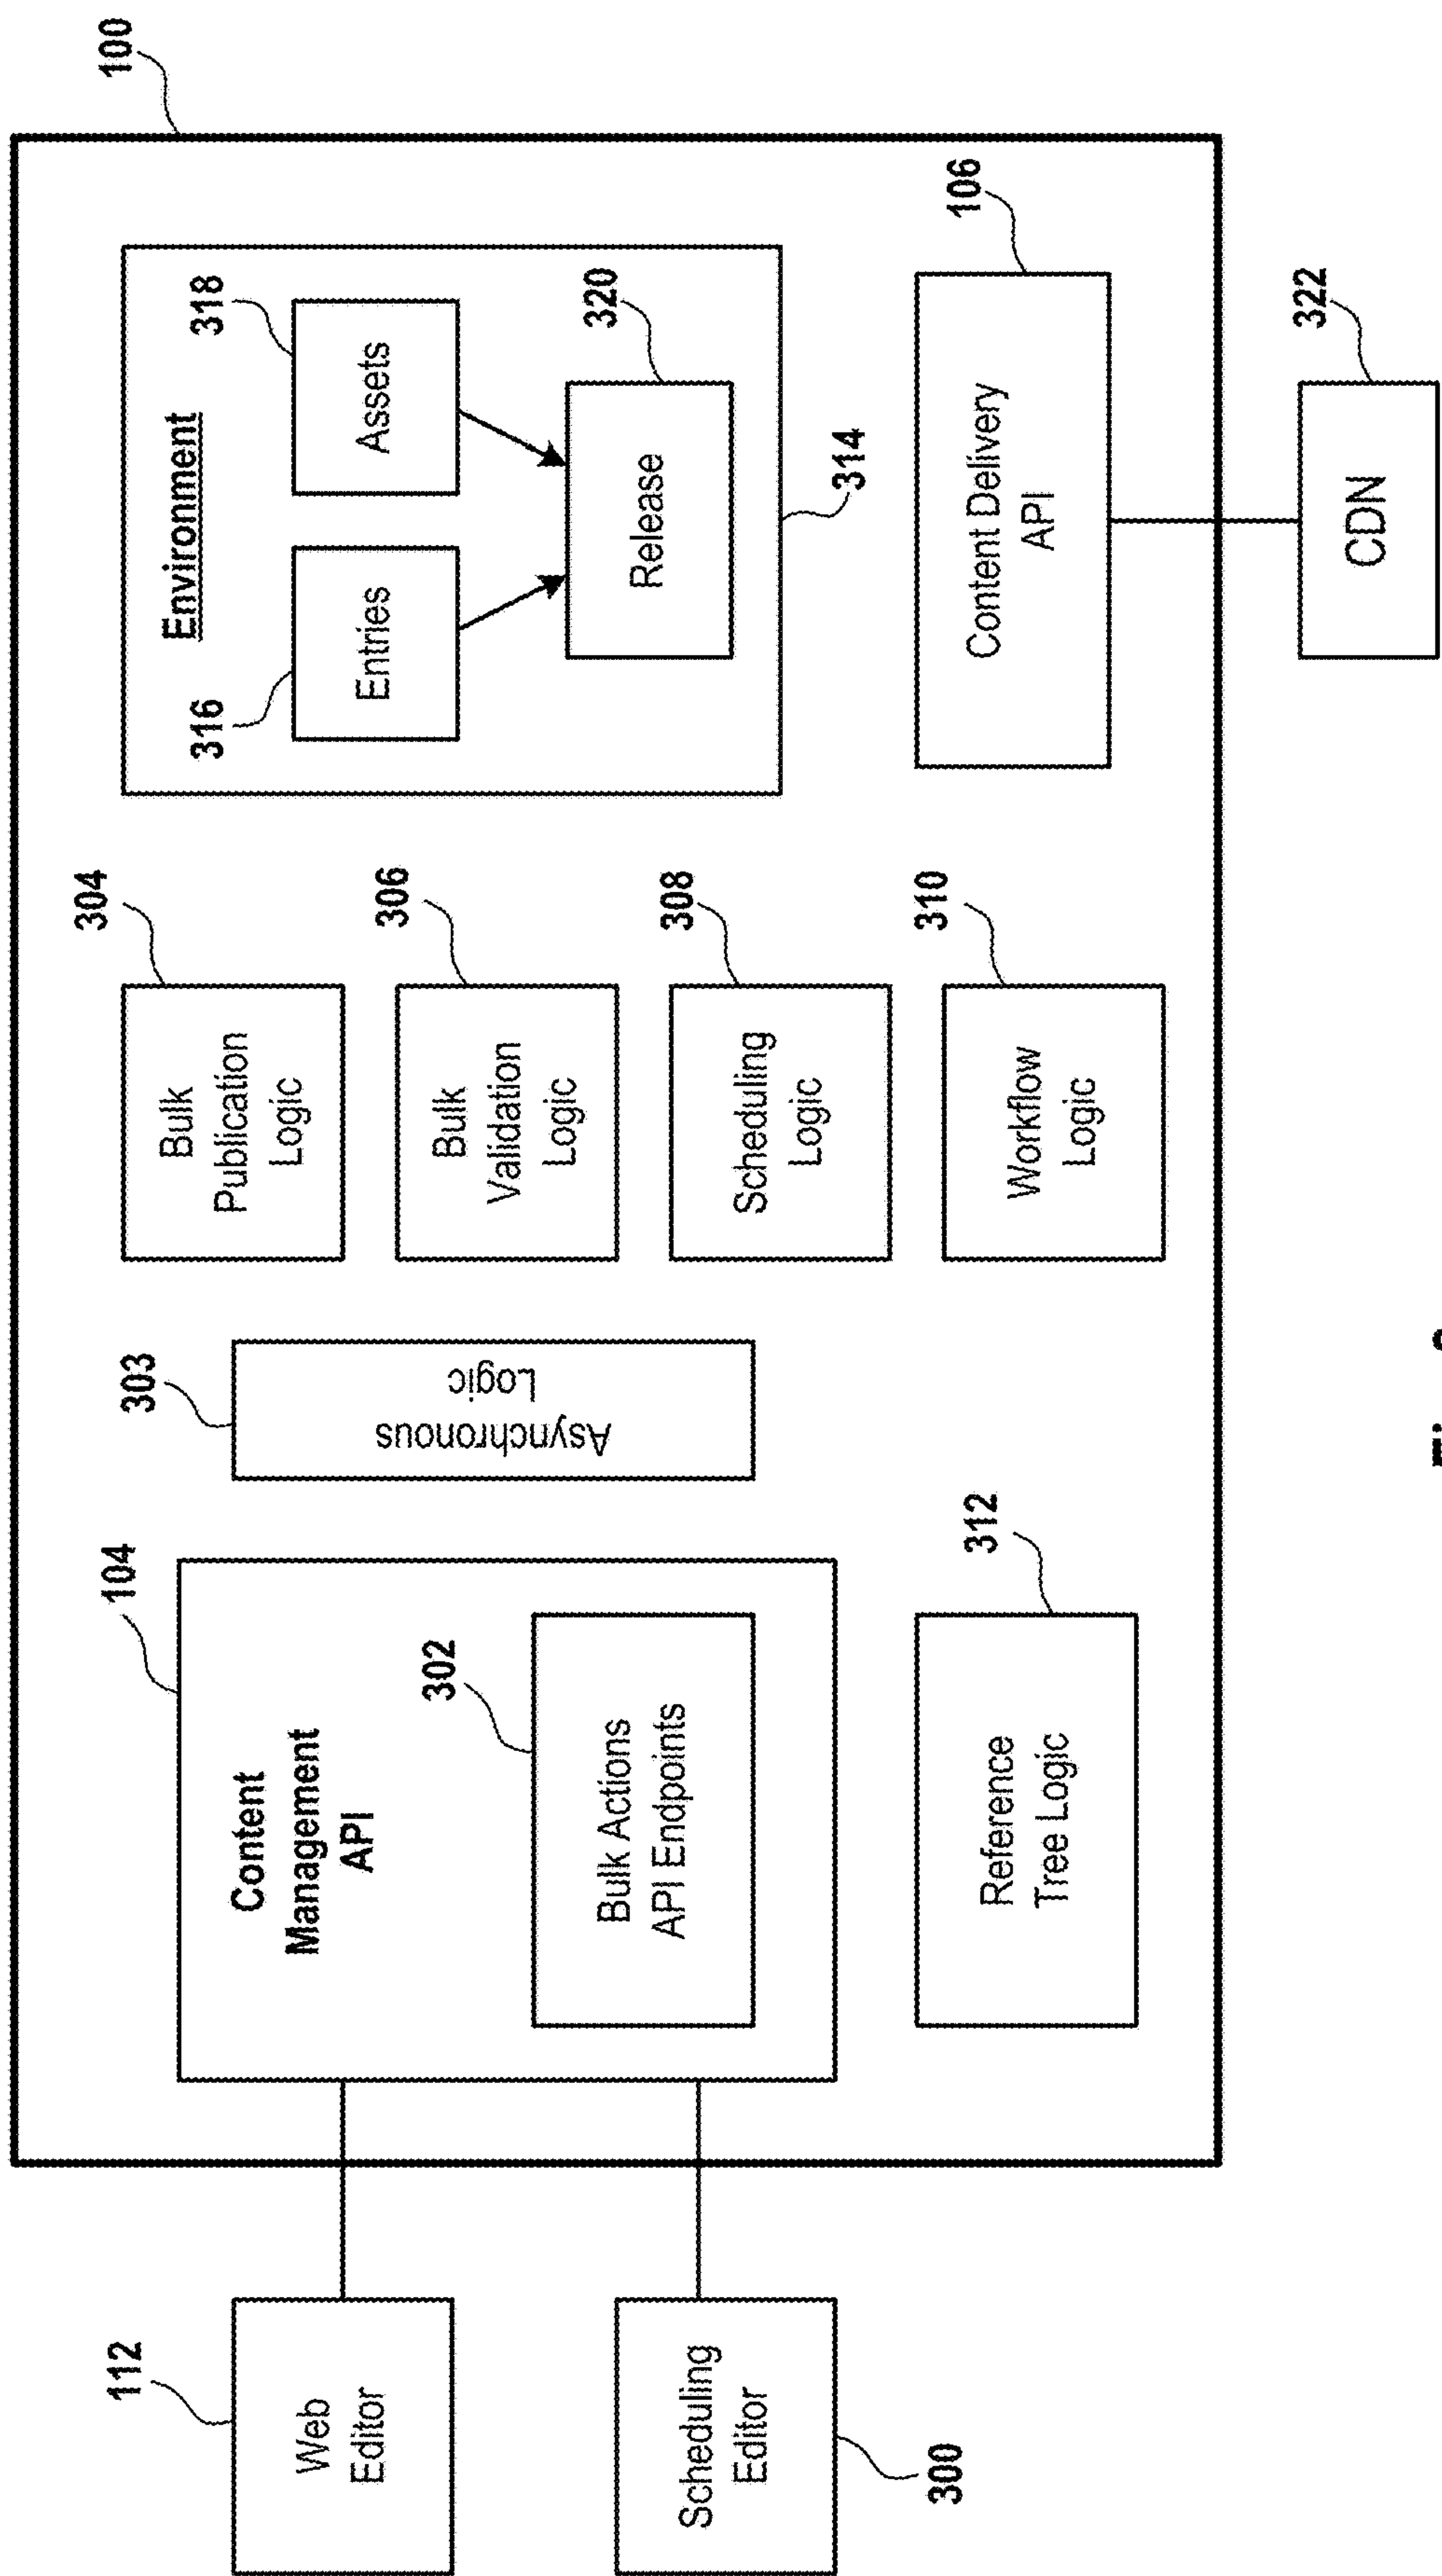 100
112
Web
Editor
Scheduling
Editor
300
104
Content
Management
API
302
Bulk Actions
API Endpoints
312
Reference
Tree Logic
303
Asynchronous
Logic
304
Bulk
Publication
Logic
306
Bulk
Validation
Logic
308
Scheduling
Logic
310
Workflow
Logic
Environment
316
Entries
318
Assets
320
Release
314
106
Content Delivery
API
322
CDN